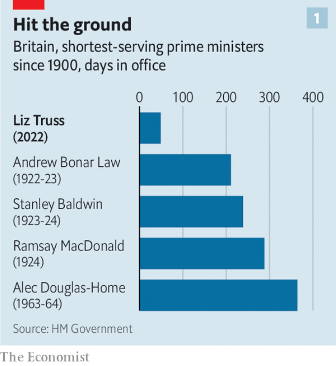 Hit the ground
1
Britain, shortest-serving prime ministers
since 1900, days in office
0 100 200 300 400
Liz Truss
(2022)
Andrew Bonar Law
(1922-23)
Stanley Baldwin
(1923-24)
Ramsay MacDonald
(1924)
Alec Douglas-Home
(1963-64)
Source: HM Government
The Economist